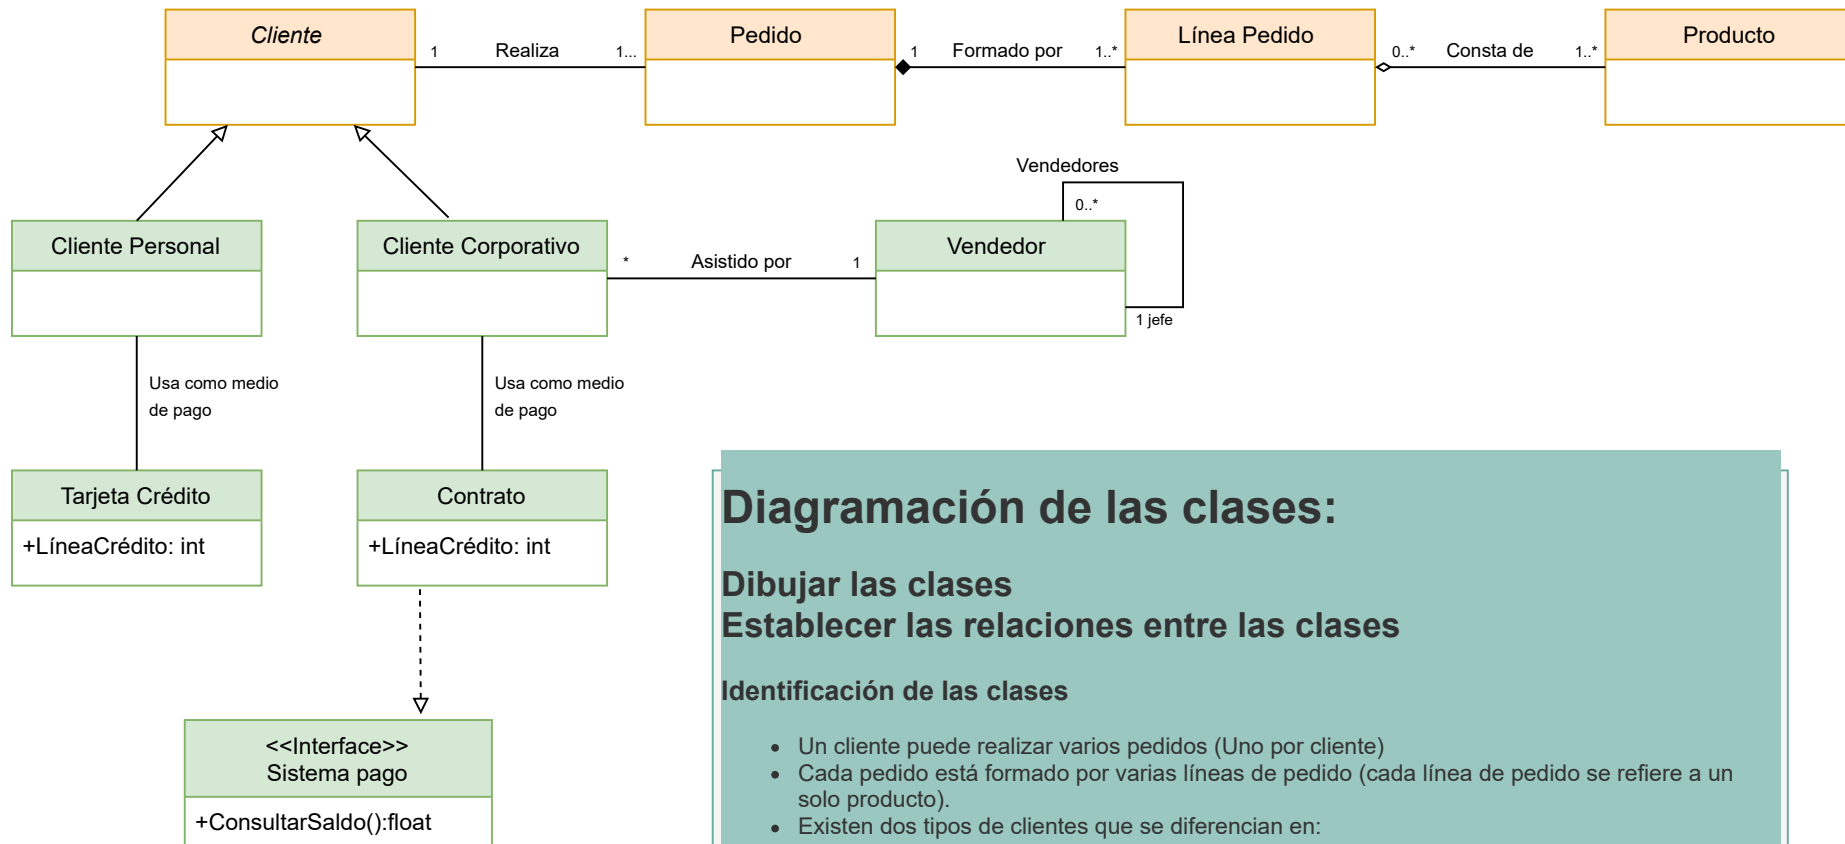 Cliente
1 Realiza 1...
Pedido
1 Formado por 1..*
Línea Pedido
0..* Consta de 1..*
Producto
Vendedores
0..*
Cliente Personal
Cliente Corporativo
* Asistido por 1
Vendedor
1 jefe
Usa como medio
de pago
Usa como medio
de pago
Tarjeta Crédito
+LíneaCrédito: int
Contrato
+LíneaCrédito: int
<<Interface>>
Sistema pago
+ConsultarSaldo():float
Diagramación de las clases:
Dibujar las clases
Establecer las relaciones entre las clases
Identificación de las clases
• Un cliente puede realizar varios pedidos (Uno por cliente)
• Cada pedido está formado por varias líneas de pedido (cada línea de pedido se refiere a un
solo producto).
• Existen dos tipos de clientes que se diferencian en: